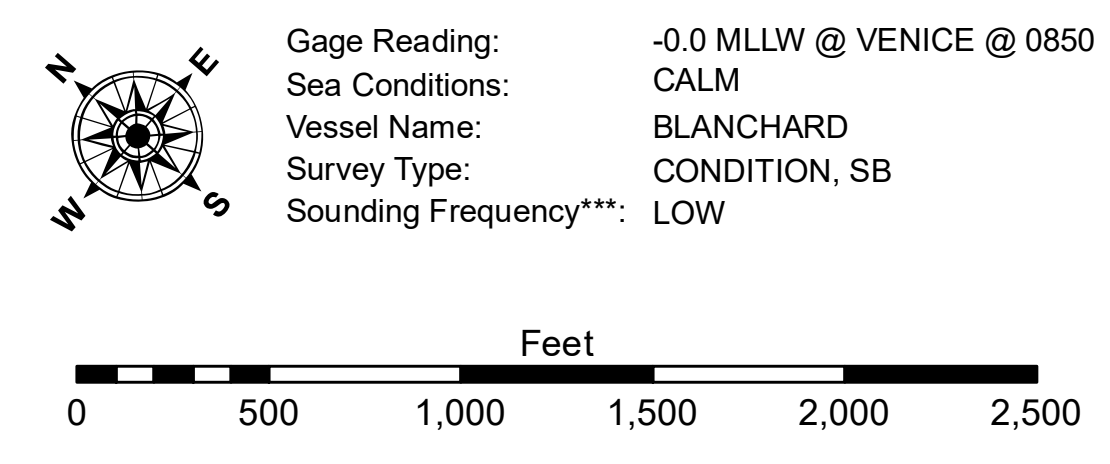 N
E
W
S
Gage Reading: -0.0 MLLW @ VENICE @ 0850
Sea Conditions: CALM
Vessel Name: BLANCHARD
Survey Type: CONDITION, SB
Sounding Frequency***: LOW
Feet
0 500 1,000 1,500 2,000 2,500